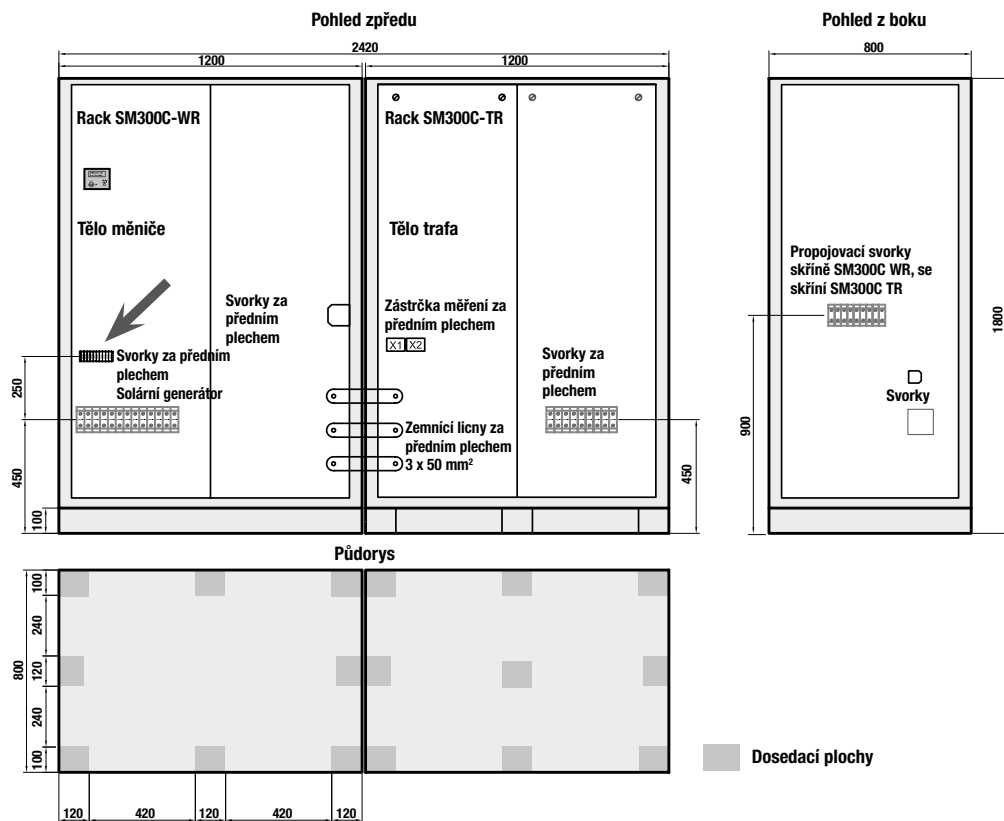 Pohled zpředu
Pohled z boku
2420
800
1200
1200
Rack SM300C-WR
Rack SM300C-TR
Tělo měniče
Tělo trafa
Propojovací svorky
skříně SM300C WR, se
skříní SM300C TR
Svorky za
předním
plechem
Zástrčka měření za
předním plechem
X1
X2
Svorky za předním
plechem
Solární generátor
Svorky za
předním
plechem
Svorky
Zemnící licny za
předním plechem
3 x 50 mm²
250
450
100
450
900
1800
Půdorys
100
240
120
240
100
800
Dosedací plochy
120
420
120
420
120